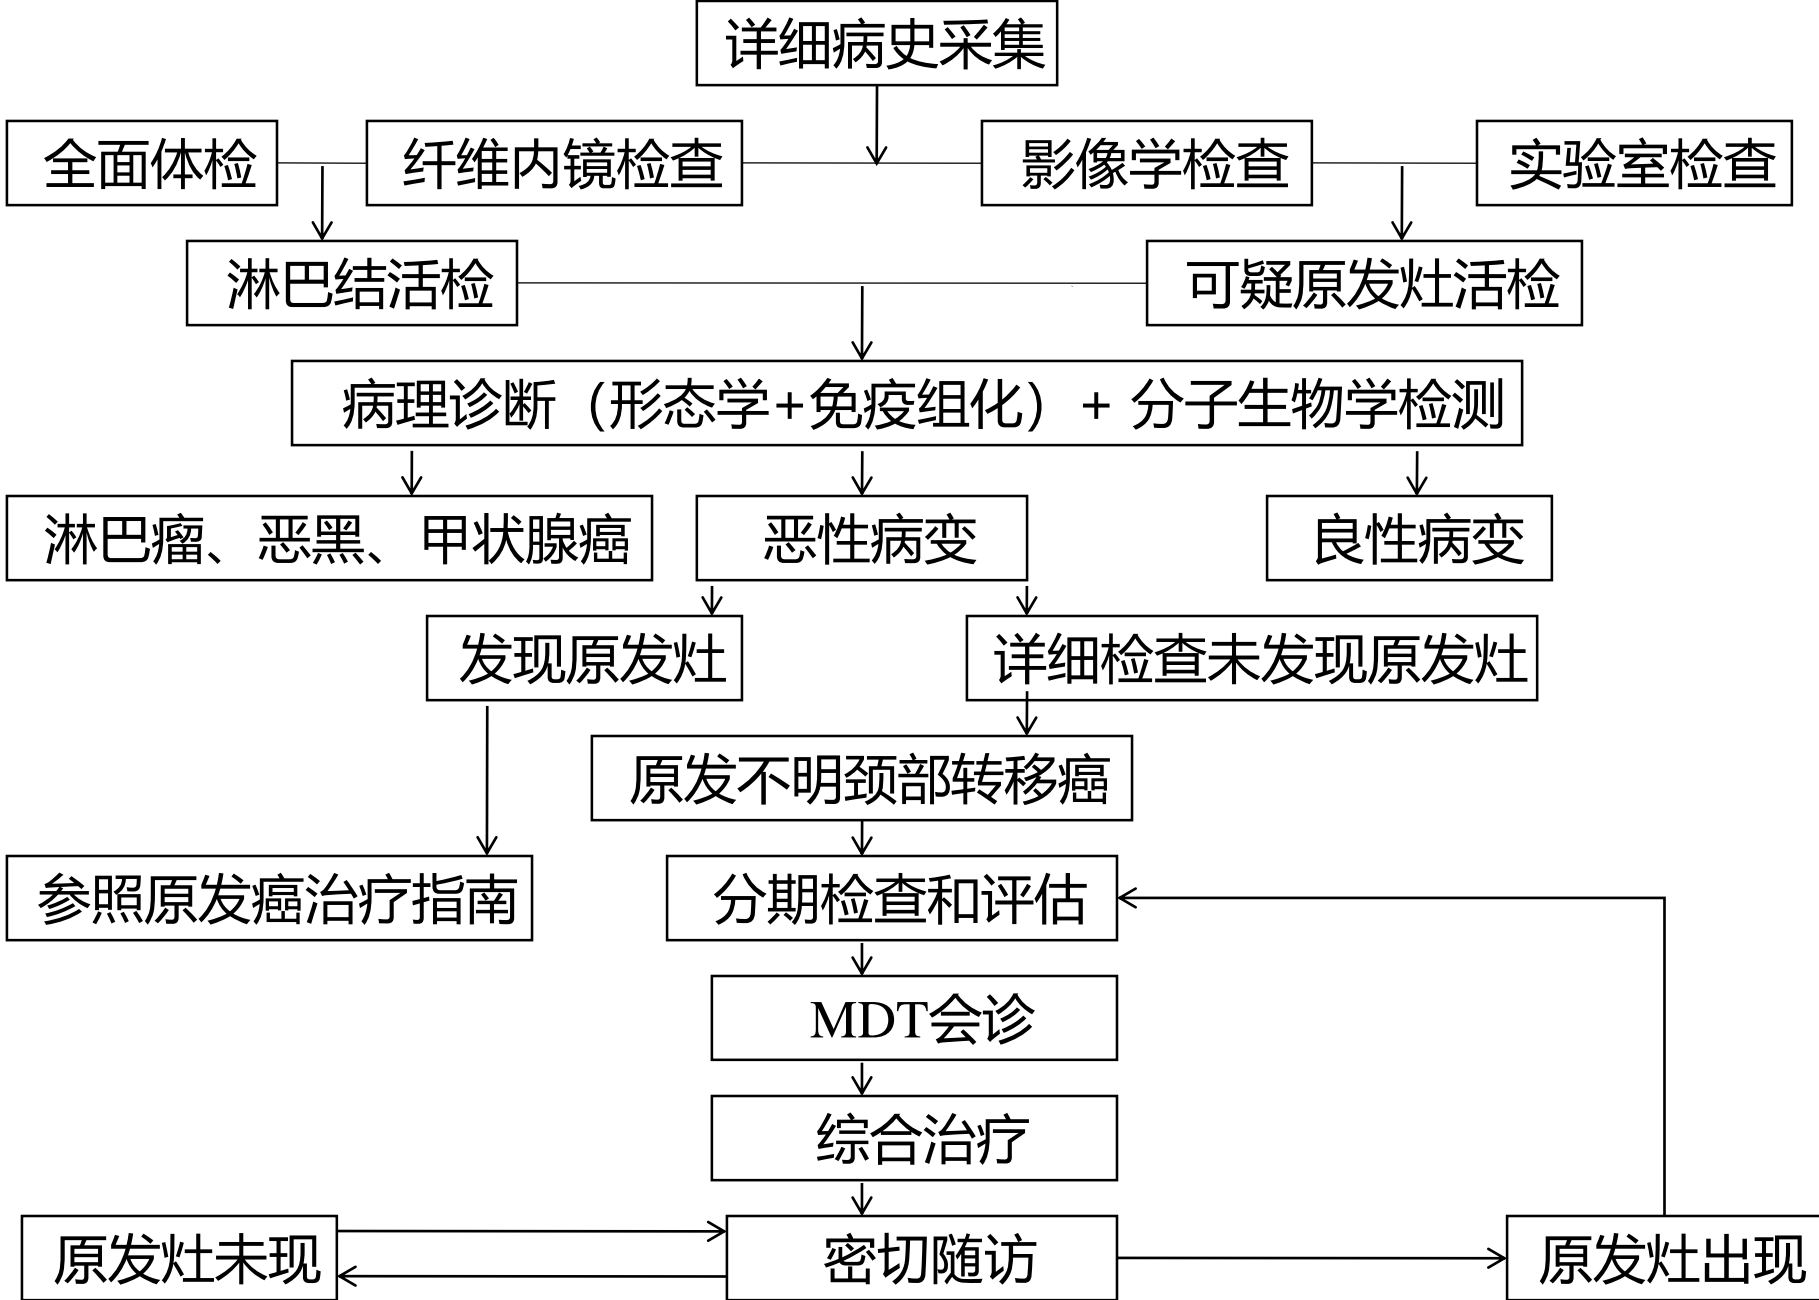 详细病史采集
全面体检 纤维内镜检查 影像学检查 实验室检查
淋巴结活检 可疑原发灶活检
病理诊断（形态学+免疫组化）+ 分子生物学检测
淋巴瘤、恶黑、甲状腺癌 恶性病变 良性病变
发现原发灶 详细检查未发现原发灶
原发不明颈部转移癌
参照原发癌治疗指南 分期检查和评估
MDT会诊
综合治疗
原发灶未现 密切随访 原发灶出现